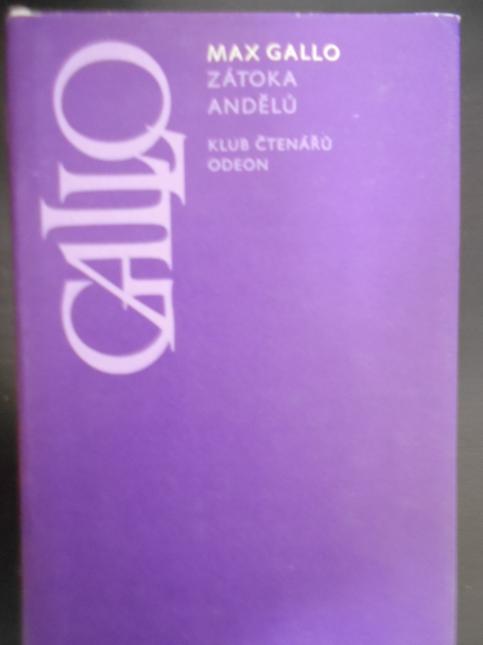 GALLO
MAX GALLO
ZÁTOKA
ANDĚLŮ
KLUB ČTENÁŘŮ
ODEON